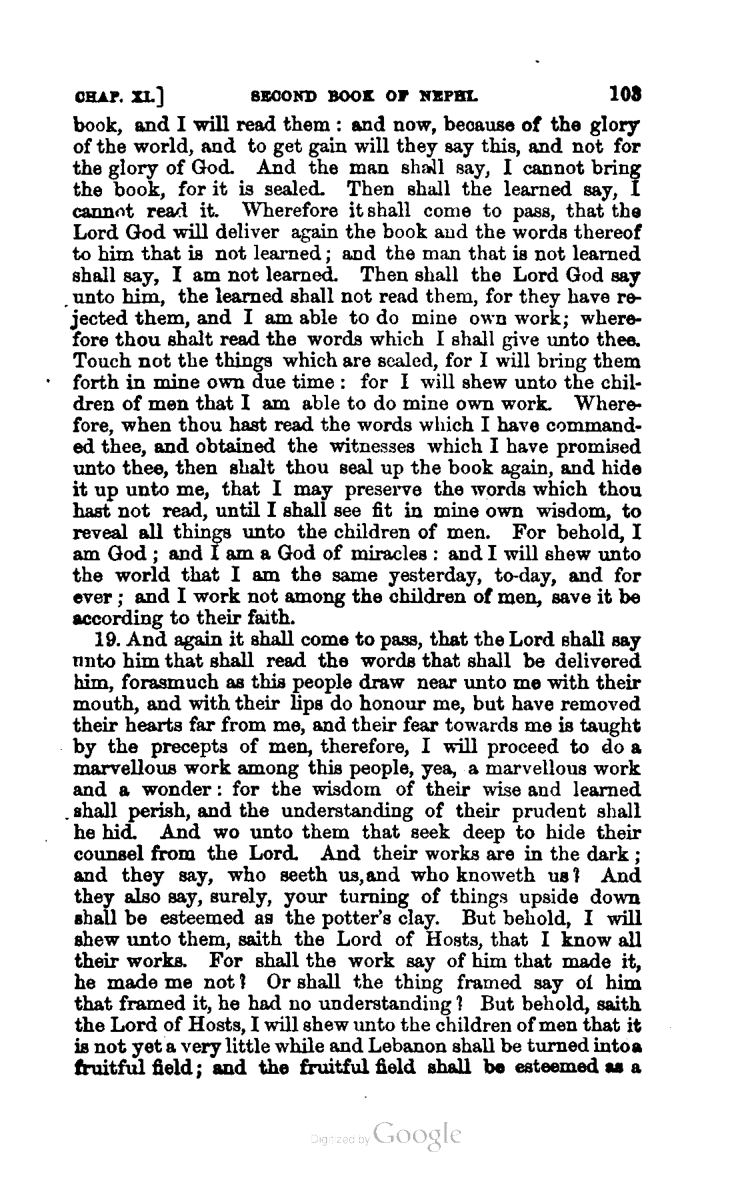 CHAP. XI.] SECOND BOOK OF NEPHI. 103
book, and I will read them : and now, because of the glory
of the world, and to get gain will they say this, and not for
the glory of God. And the man shall say, I cannot bring
the book, for it is sealed. Then shall the learned say, I
cannot read it. Wherefore it shall come to pass, that the
Lord God will deliver again the book and the words thereof
to him that is not learned ; and the man that is not learned
shall say, I am not learned. Then shall the Lord God say
unto him, the learned shall not read them, for they have re-
jected them, and I am able to do mine own work; where-
fore thou shalt read the words which I shall give unto thee.
Touch not the things which are sealed, for I will bring them
forth in mine own due time : for I will shew unto the chil-
dren of men that I am able to do mine own work. Where-
fore, when thou hast read the words which I have command-
ed thee, and obtained the witnesses which I have promised
unto thee, then shalt thou seal up the book again, and hide
it up unto me, that I may preserve the words which thou
hast not read, until I shall see fit in mine own wisdom, to
reveal all things unto the children of men. For behold, I
am God ; and I am a God of miracles : and I will shew unto
the world that I am the same yesterday, to-day, and for
ever ; and I work not among the children of men, save it be
according to their faith.
19. And again it shall come to pass, that the Lord shall say
unto him that shall read the words that shall be delivered
him, forasmuch as this people draw near unto me with their
mouth, and with their lips do honour me, but have removed
their hearts far from me, and their fear towards me is taught
by the precepts of men, therefore, I will proceed to do a
marvellous work among this people, yea, a marvellous work
and a wonder : for the wisdom of their wise and learned
shall perish, and the understanding of their prudent shall
he hid. And wo unto them that seek deep to hide their
counsel from the Lord. And their works are in the dark ;
and they say, who seeth us, and who knoweth us? And
they also say, surely, your turning of things upside down
shall be esteemed as the potter's clay. But behold, I will
shew unto them, saith the Lord of Hosts, that I know all
their works. For shall the work say of him that made it,
he made me not? Or shall the thing framed say of him
that framed it, he had no understanding? But behold, saith
the Lord of Hosts, I will shew unto the children of men that it
is not yet a very little while and Lebanon shall be turned into a
fruitful field ; and the fruitful field shall be esteemed as a
Digitized by Google